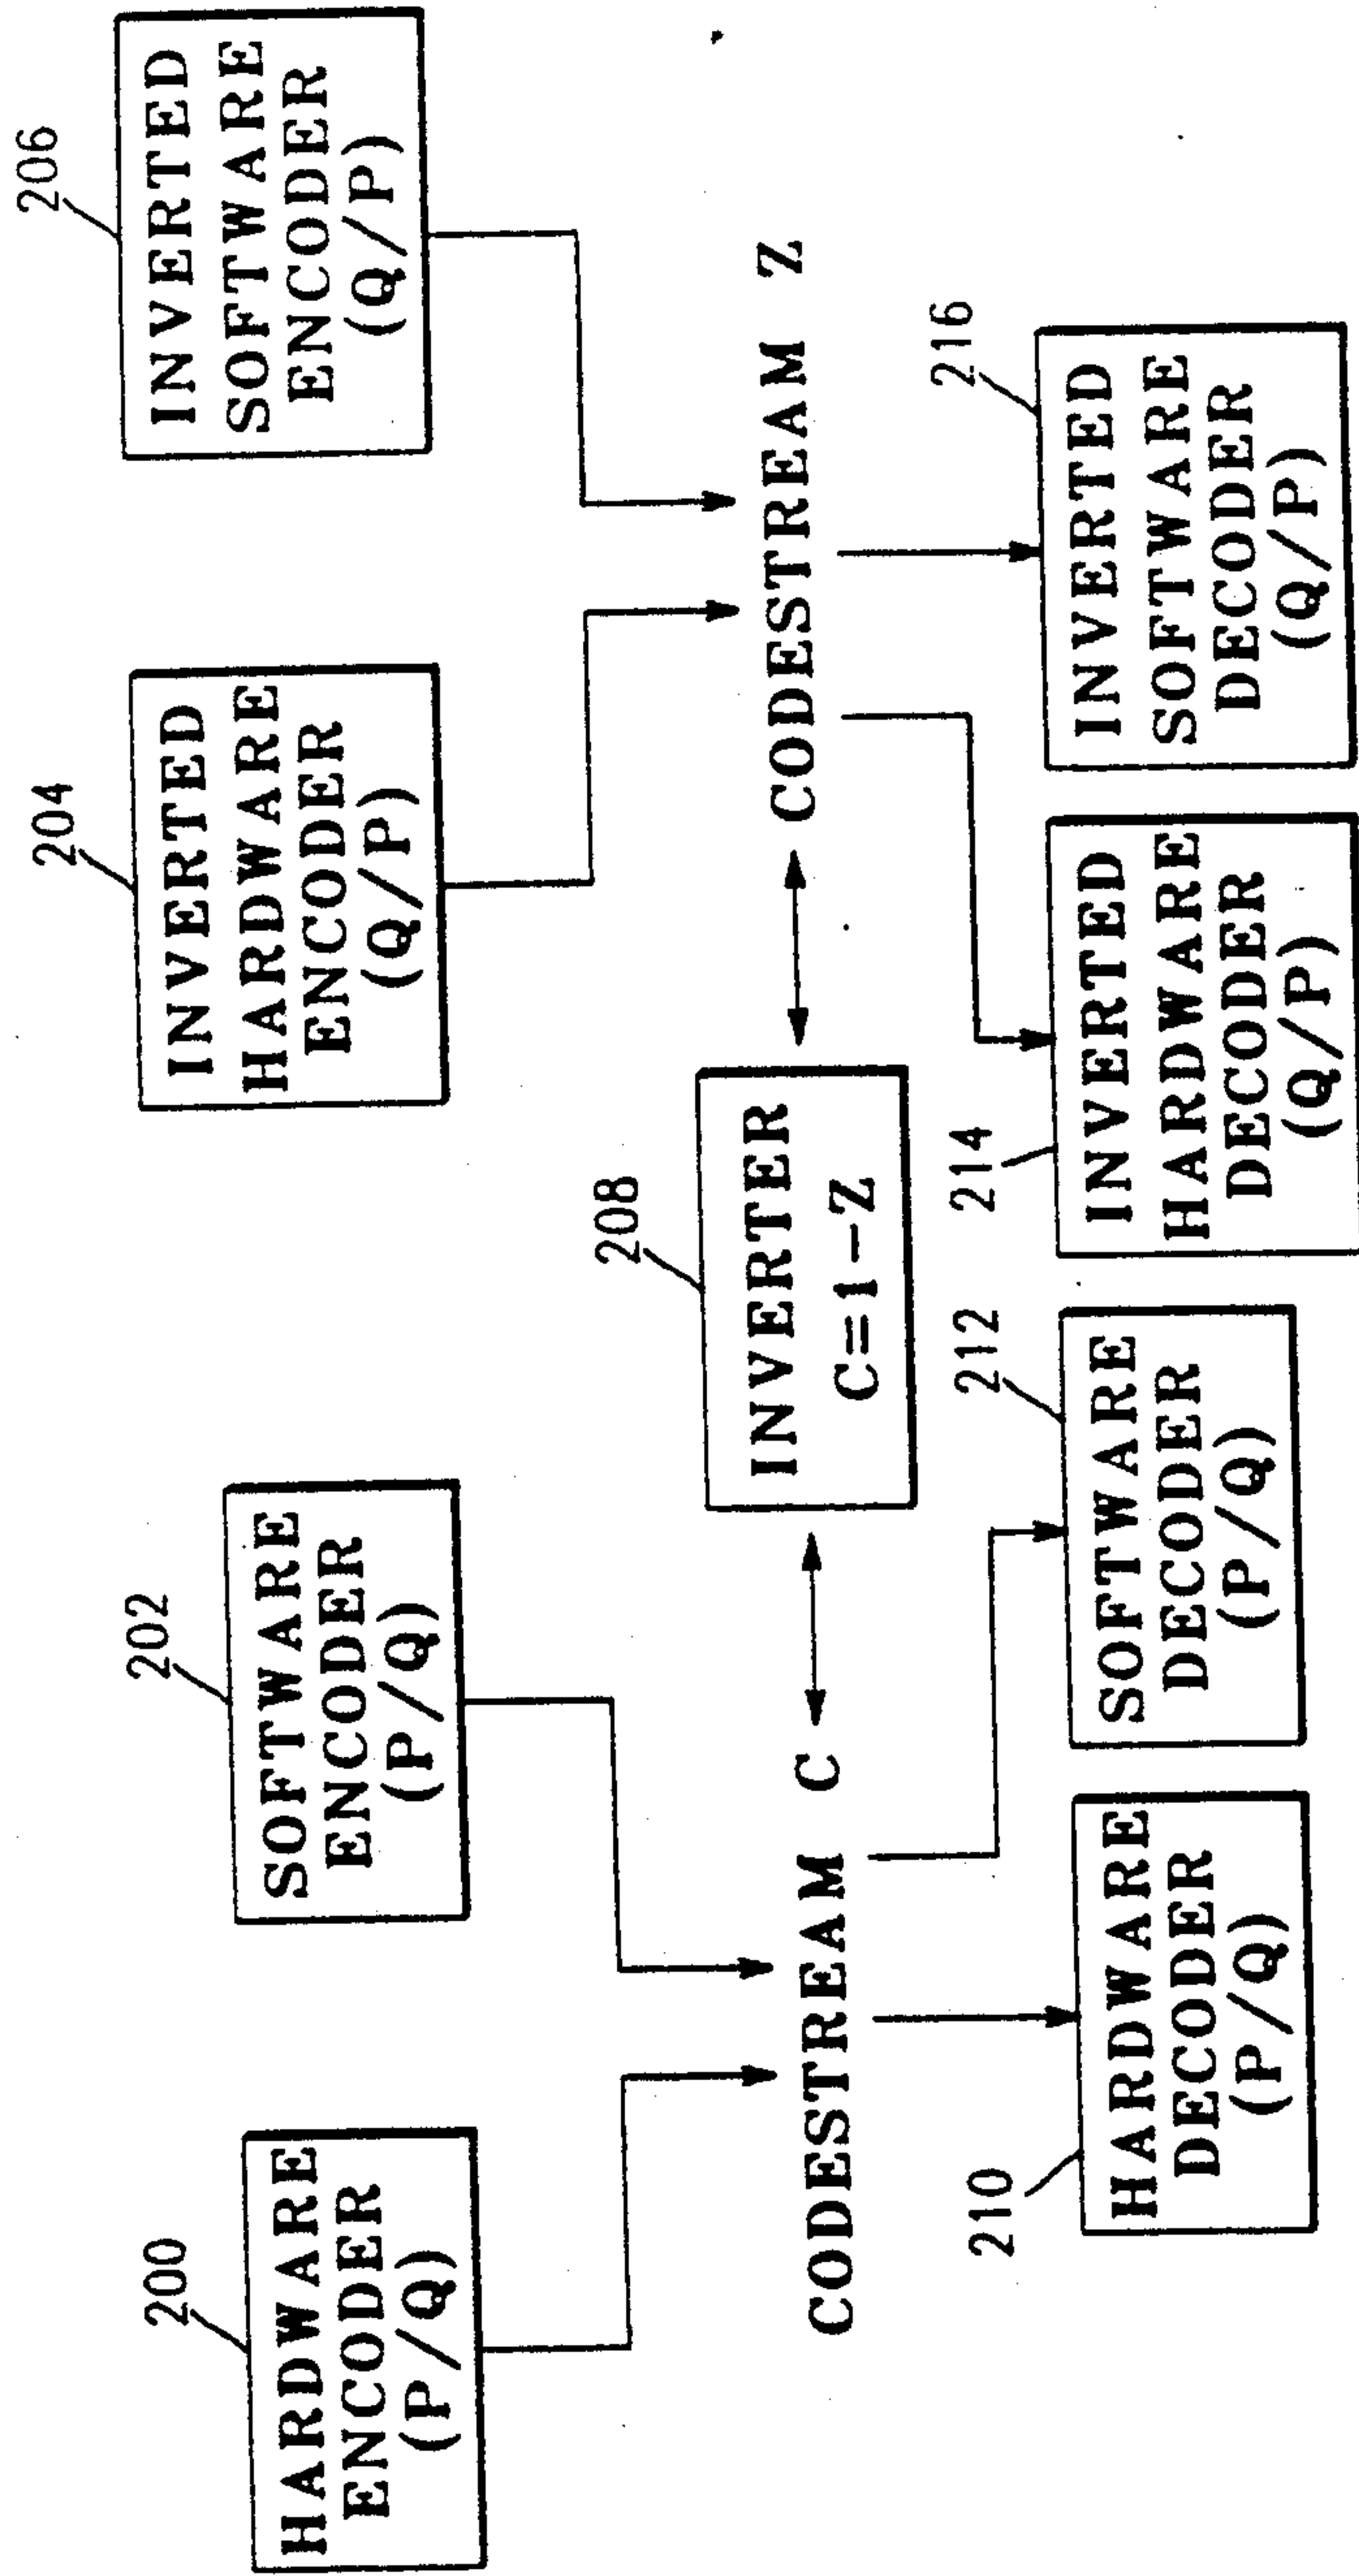 200
HARDWARE
ENCODER
(P/Q)
202
SOFTWARE
ENCODER
(P/Q)
204
INVERTED
HARDWARE
ENCODER
(Q/P)
206
INVERTED
SOFTWARE
ENCODER
(Q/P)
CODESTREAM C
208
INVERTER
C=1-Z
CODESTREAM Z
210
HARDWARE
DECODER
(P/Q)
212
SOFTWARE
DECODER
(P/Q)
214
INVERTED
HARDWARE
DECODER
(Q/P)
216
INVERTED
SOFTWARE
DECODER
(Q/P)